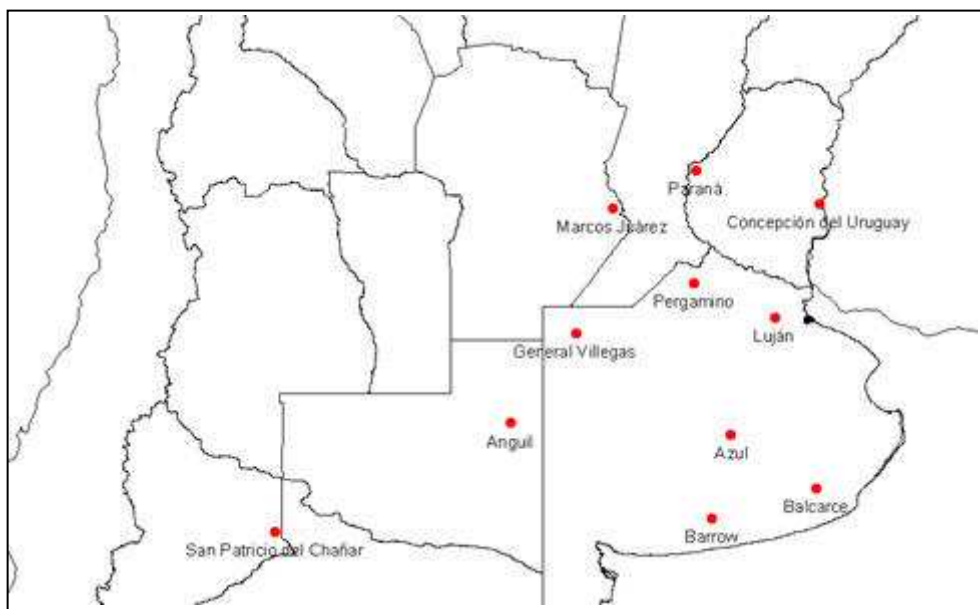 Paraná
Marcos Juárez
Concepción del Uruguay
Pergamino
Luján
General Villegas
Anguil
Azul
Balcarce
Barrow
San Patricio del Chañar